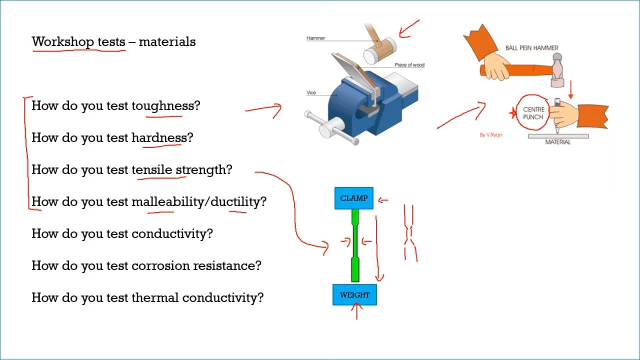 Workshop tests – materials
How do you test toughness?
How do you test hardness?
How do you test tensile strength?
How do you test malleability/ductility?
How do you test conductivity?
How do you test corrosion resistance?
How do you test thermal conductivity?
Hammer
Piece of wood
Vice
BALL PEIN HAMMER
CENTRE
PUNCH
MATERIAL
By V.Ryan
CLAMP
WEIGHT